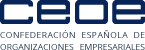 ceoe
CONFEDERACIÓN ESPAÑOLA DE
ORGANIZACIONES EMPRESARIALES